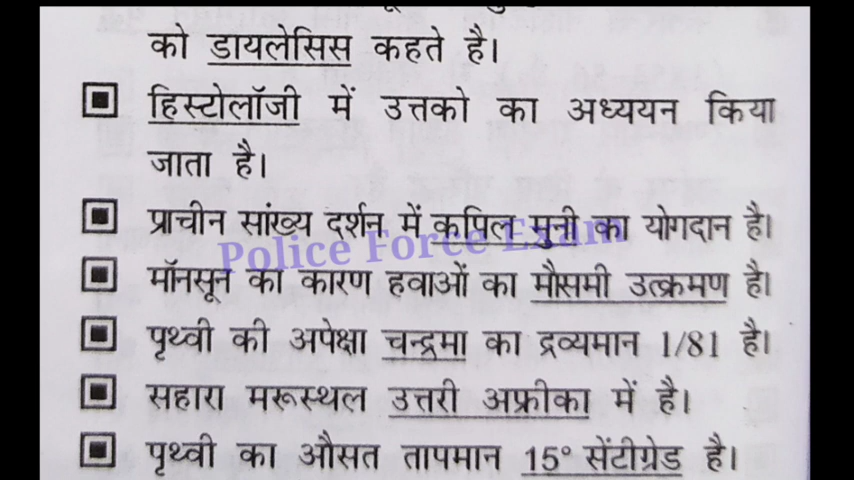 को डायलेसिस कहते है।
हिस्टोलॉजी में उत्तको का अध्ययन किया
जाता है।
प्राचीन सांख्य दर्शन में कपिल मुनी का योगदान है।
Police Force Exam
मॉनसून का कारण हवाओं का मौसमी उत्क्रमण है।
पृथ्वी की अपेक्षा चन्द्रमा का द्रव्यमान 1/81 है।
सहारा मरूस्थल उत्तरी अफ्रीका में है।
पृथ्वी का औसत तापमान 15° सेंटीग्रेड है।